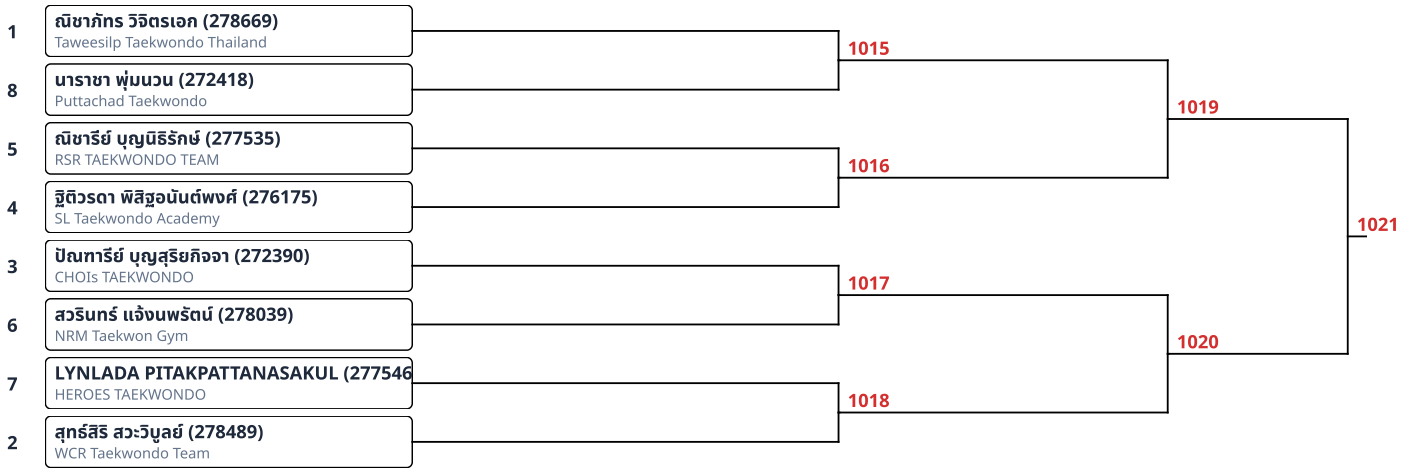 1
ณิชาภัทร วิจิตรเอก (278669)
Taweesilp Taekwondo Thailand
8
นาราชา พุ่มนวน (272418)
Puttachad Taekwondo
1015
5
ณิชารีย์ บุญนิธิรักษ์ (277535)
RSR TAEKWONDO TEAM
4
ฐิติวรดา พิสิฐอนันต์พงศ์ (276175)
SL Taekwondo Academy
1016
1019
3
ปัณฑารีย์ บุญสุริยกิจจา (272390)
CHOIs TAEKWONDO
6
สวรินทร์ แจ้งนพรัตน์ (278039)
NRM Taekwon Gym
1017
7
LYNLADA PITAKPATTANASAKUL (277546
HEROES TAEKWONDO
2
สุทธ์สิริ สวะวิบูลย์ (278489)
WCR Taekwondo Team
1018
1020
1021